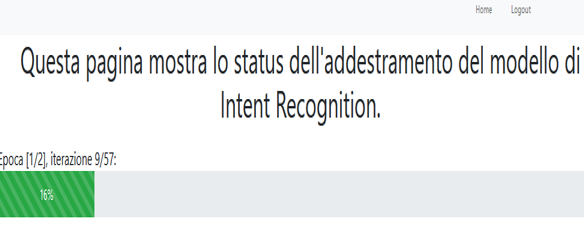 Home Logout
Questa pagina mostra lo status dell'addestramento del modello di
Intent Recognition.
Epoca [1/2], iterazione 9/57:
16%